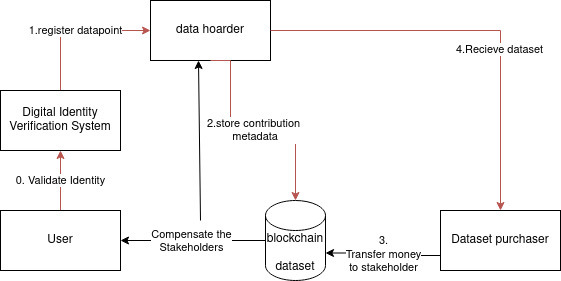 1.register datapoint
data hoarder
4.Recieve dataset
Digital Identity
Verification System
2.store contribution
metadata
0. Validate Identity
User
Compensate the
Stakeholders
blockchain
dataset
3.
Transfer money
to stakeholder
Dataset purchaser